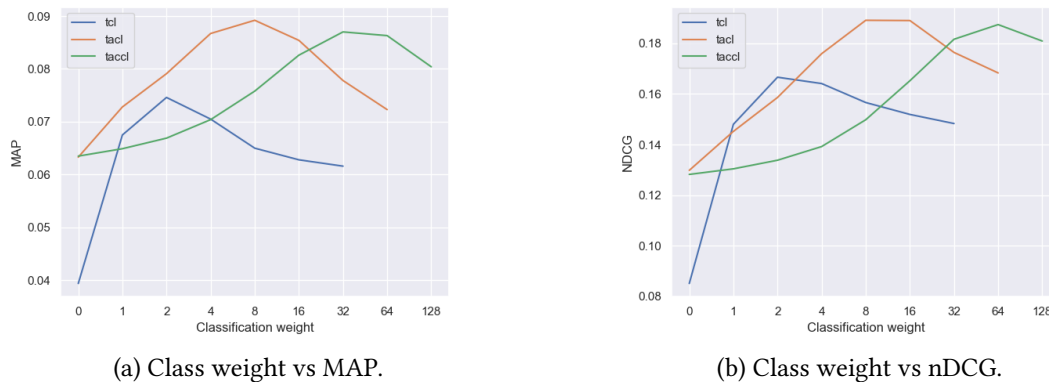 0.09
0.08
0.07
0.06
0.05
0.04
MAP
tcl
tacl
taccl
0 1 2 4 8 16 32 64 128
Classification weight
(a) Class weight vs MAP.
0.18
0.16
0.14
0.12
0.10
0.08
NDCG
tcl
tacl
taccl
0 1 2 4 8 16 32 64 128
Classification weight
(b) Class weight vs nDCG.